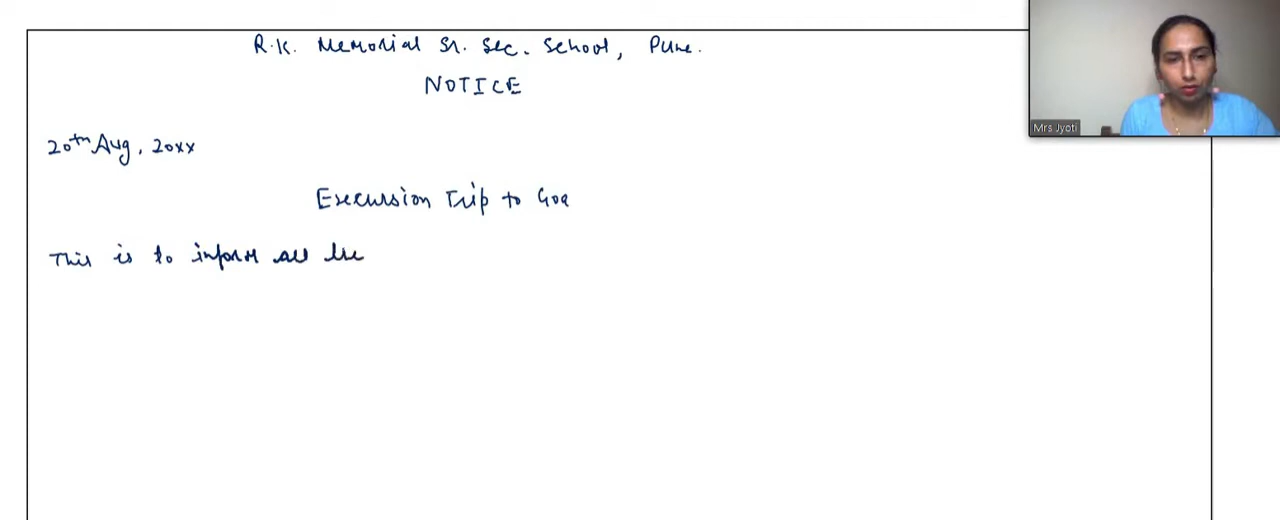 R.K. Memorial Sr. Sec. School, Pune.
NOTICE
20th Aug, 20xx
Execursion Trip to Goa
This is to inform all the
Mrs Jyoti